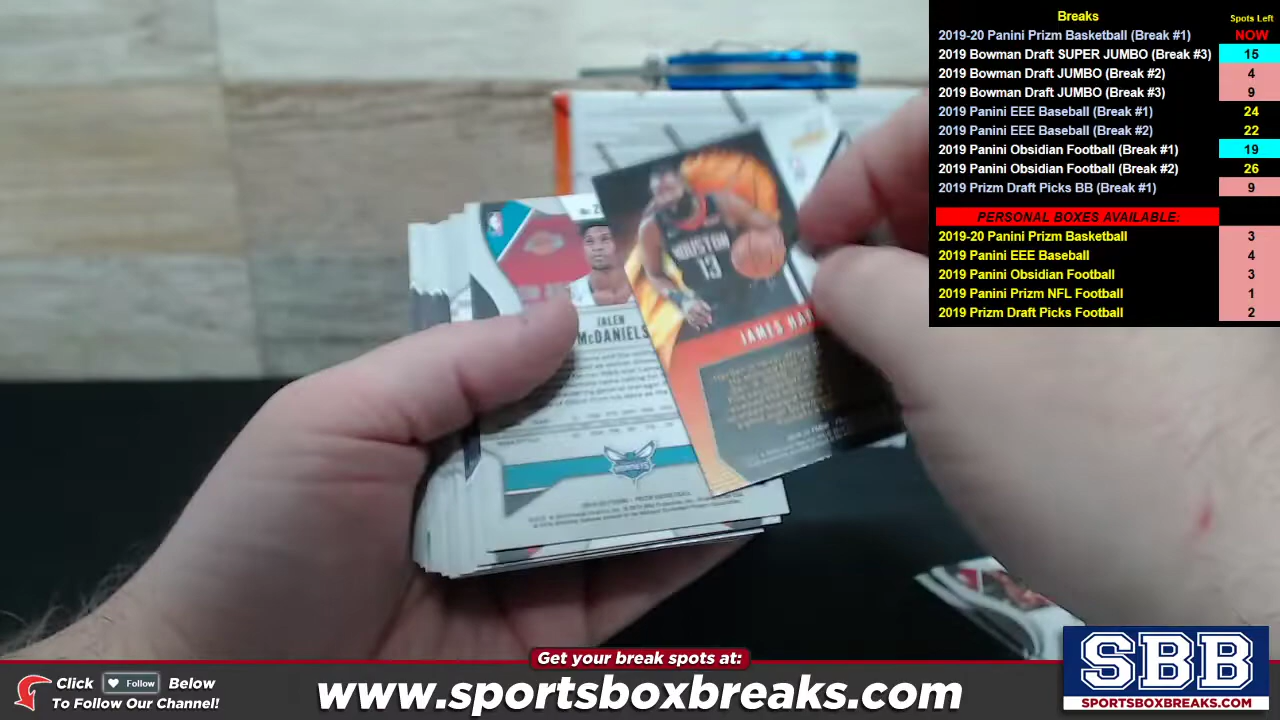 Breaks
Spots Left
2019-20 Panini Prizm Basketball (Break #1) NOW
2019 Bowman Draft SUPER JUMBO (Break #3) 15
2019 Bowman Draft JUMBO (Break #2) 4
2019 Bowman Draft JUMBO (Break #3) 9
2019 Panini EEE Baseball (Break #1) 24
2019 Panini EEE Baseball (Break #2) 22
2019 Panini Obsidian Football (Break #1) 19
2019 Panini Obsidian Football (Break #2) 26
2019 Prizm Draft Picks BB (Break #1) 9
PERSONAL BOXES AVAILABLE:
2019-20 Panini Prizm Basketball 3
2019 Panini EEE Baseball 4
2019 Panini Obsidian Football 3
2019 Panini Prizm NFL Football 1
2019 Prizm Draft Picks Football 2
HOUSTON
13
JAMES
JALEN
McDANIELS
HORNETS
Get your break spots at:
Click Follow Below
To Follow Our Channel!
www.sportsboxbreaks.com
SBB
SPORTSBOXBREAKS.COM